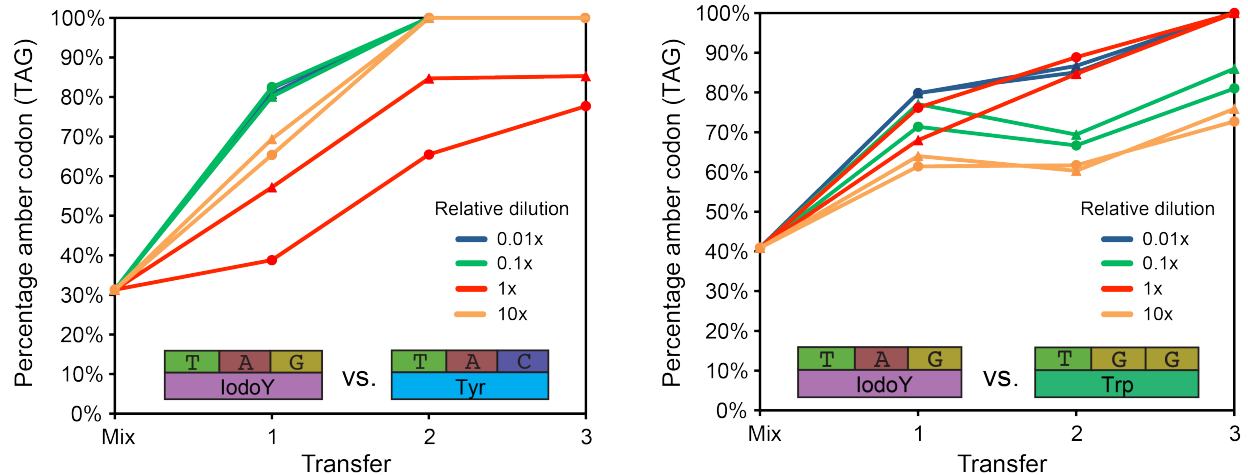 Percentage amber codon (TAG)
100%
90%
80%
70%
60%
50%
40%
30%
20%
10%
0%
Relative dilution
0.01x
0.1x
1x
10x
T A G
IodoY
vs.
T A C
Tyr
Mix 1 2 3
Transfer
Percentage amber codon (TAG)
100%
90%
80%
70%
60%
50%
40%
30%
20%
10%
0%
Relative dilution
0.01x
0.1x
1x
10x
T A G
IodoY
vs.
T G G
Trp
Mix 1 2 3
Transfer